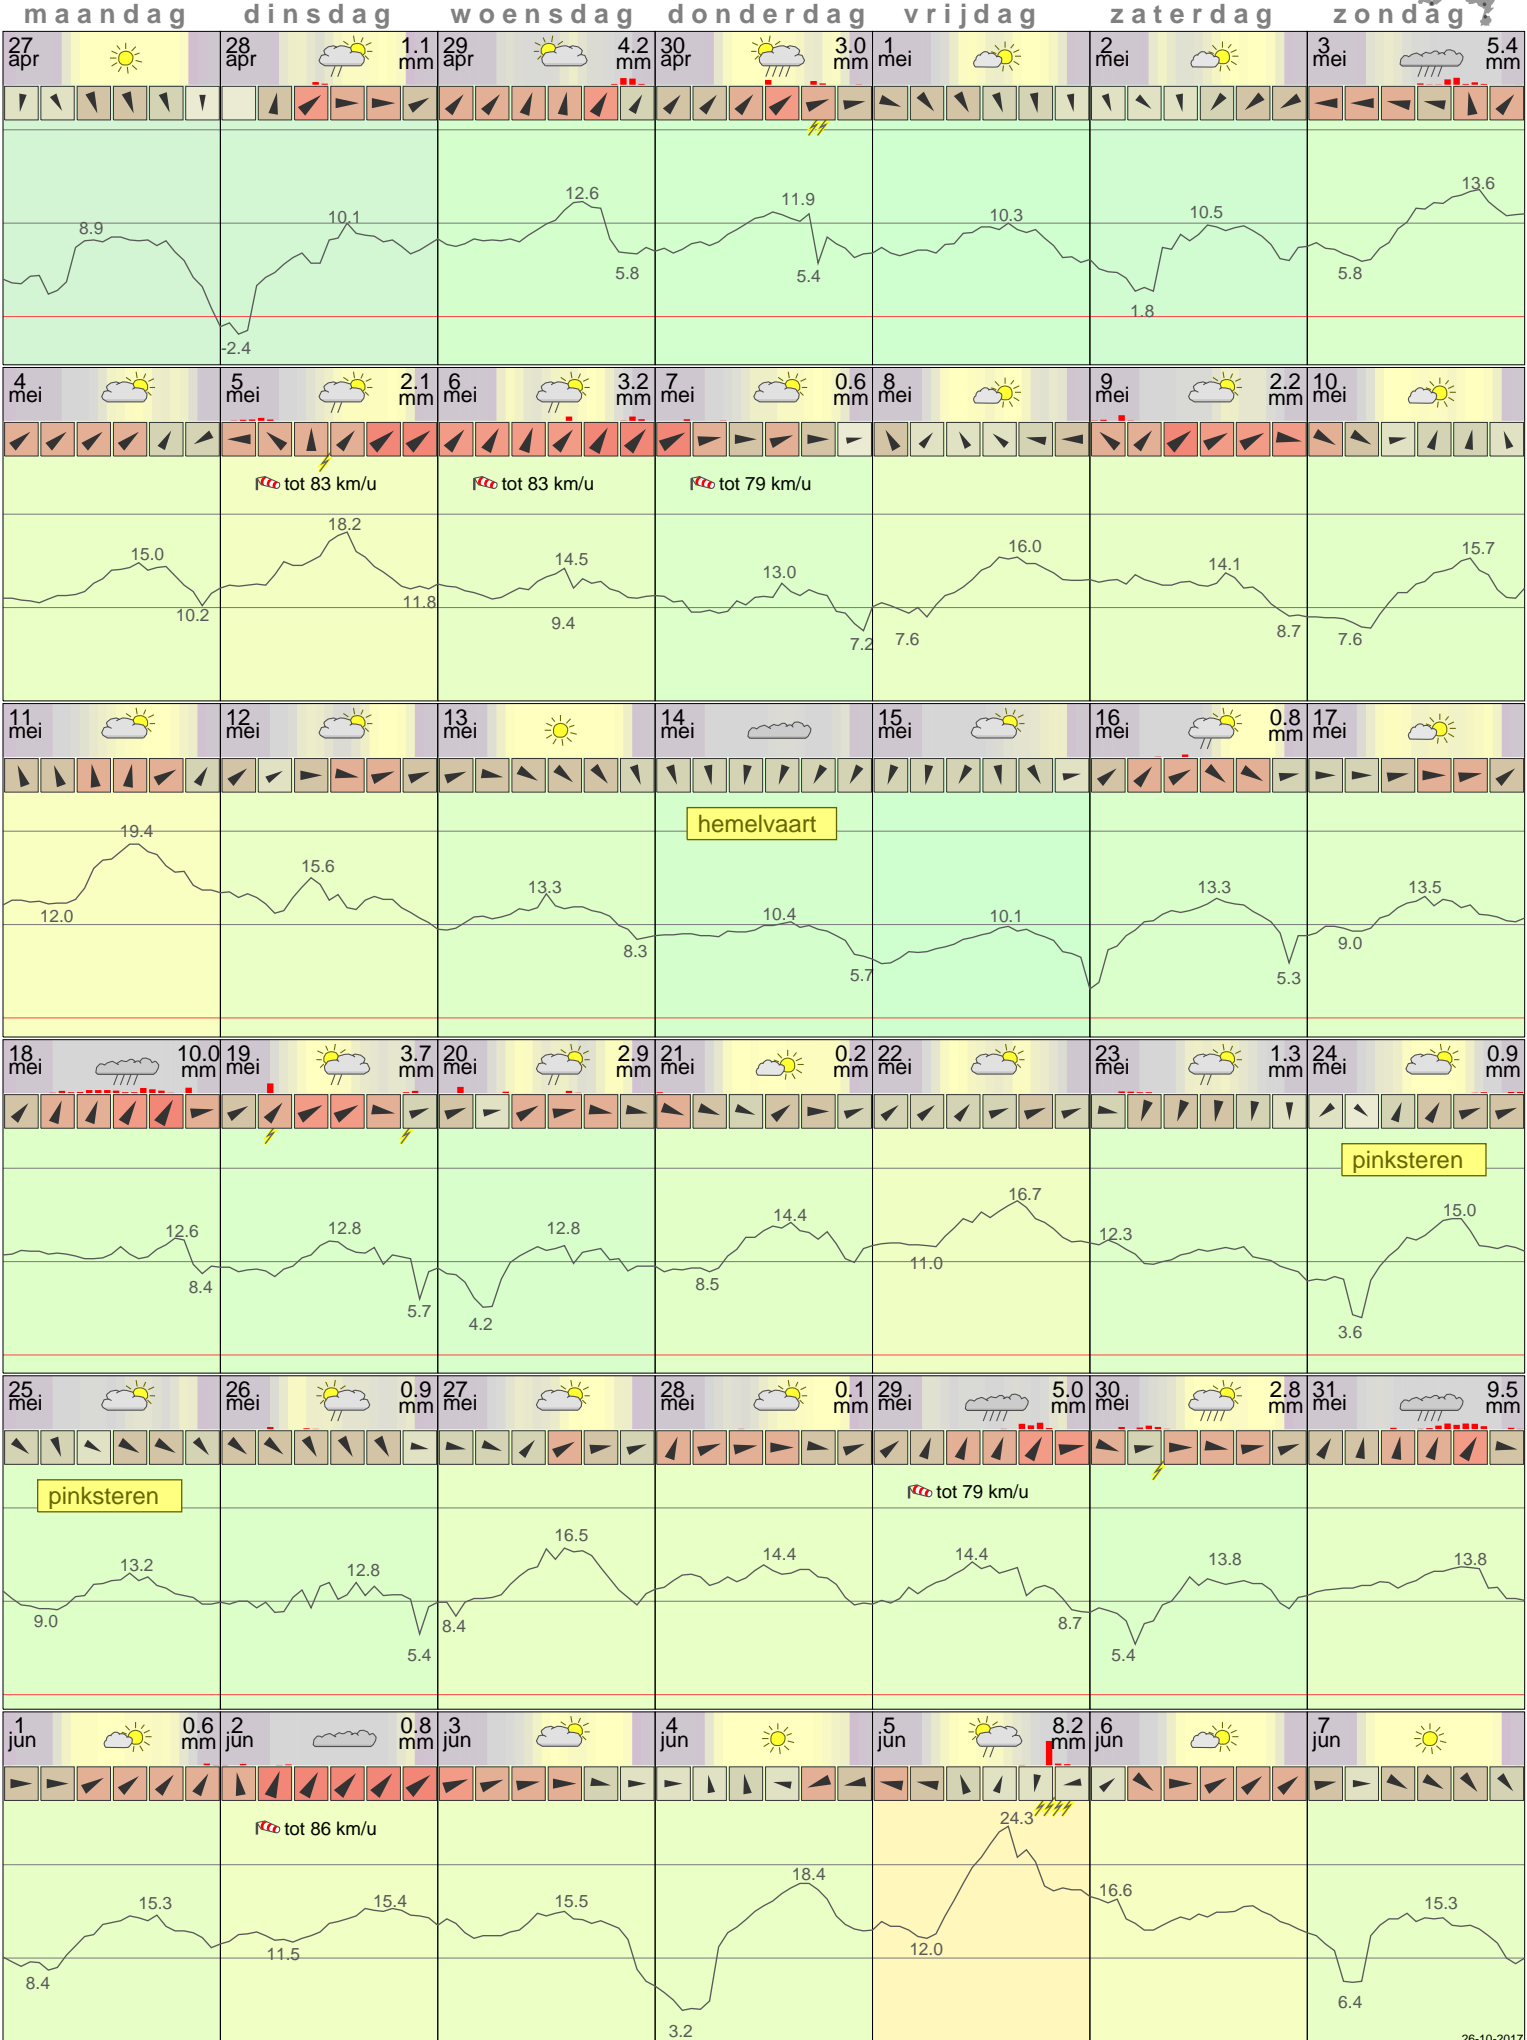 maandag dinsdag woensdag donderdag vrijdag zaterdag zondag
27 apr 28 apr 1.1 mm 29 apr 4.2 mm 30 apr 3.0 mm 1 mei 2 mei 3 mei 5.4 mm
8.9 -2.4 10.1 12.6 5.8 11.9 5.4 10.3 1.8 10.5 5.8 13.6
4 mei 5 mei 2.1 mm 6 mei 3.2 mm 7 mei 0.6 mm 8 mei 9 mei 2.2 mm 10 mei
tot 83 km/u tot 83 km/u tot 79 km/u
15.0 10.2 18.2 11.8 14.5 9.4 13.0 7.2 7.6 16.0 14.1 8.7 7.6 15.7
11 mei 12 mei 13 mei 14 mei 15 mei 16 mei 0.8 mm 17 mei
hemelvaart
12.0 19.4 15.6 13.3 8.3 10.4 5.7 10.1 13.3 5.3 9.0 13.5
18 mei 10.0 mm 19 mei 3.7 mm 20 mei 2.9 mm 21 mei 0.2 mm 22 mei 23 mei 1.3 mm 24 mei 0.9 mm
pinksteren
12.6 8.4 12.8 5.7 4.2 12.8 8.5 14.4 11.0 16.7 12.3 3.6 15.0
25 mei 26 mei 0.9 mm 27 mei 28 mei 0.1 mm 29 mei 5.0 mm 30 mei 2.8 mm 31 mei 9.5 mm
pinksteren tot 79 km/u
9.0 13.2 12.8 5.4 8.4 16.5 14.4 14.4 8.7 5.4 13.8 13.8
1 jun 0.6 mm 2 jun 0.8 mm 3 jun 4 jun 5 jun 8.2 mm 6 jun 7 jun
tot 86 km/u
8.4 15.3 11.5 15.4 15.5 3.2 18.4 12.0 24.3 16.6 15.3 6.4
26-10-2017